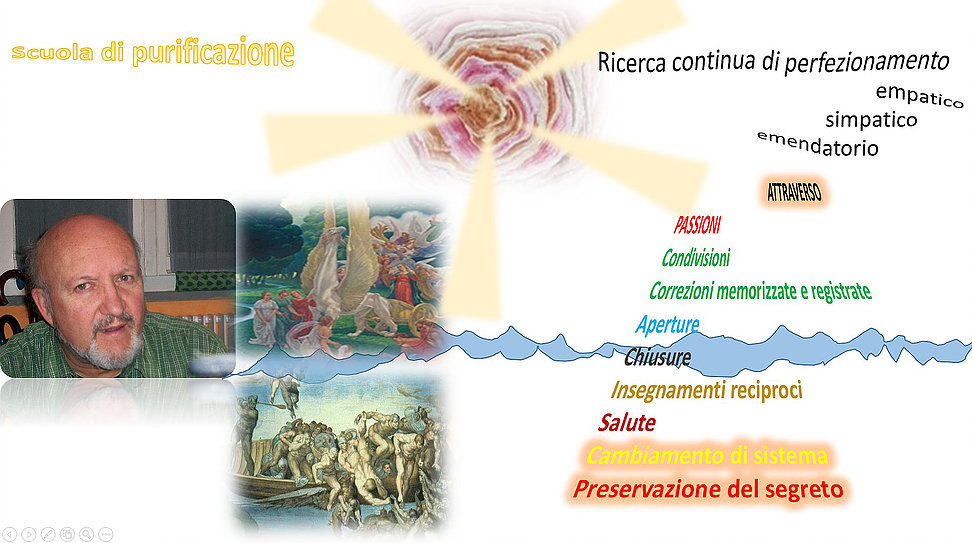 Scuola di purificazione
Ricerca continua di perfezionamento
empatico
simpatico
emendatorio
ATTRAVERSO
PASSIONI
Condivisioni
Correzioni memorizzate e registrate
Aperture
Chiusure
Insegnamenti reciproci
Salute
Cambiamento di sistema
Preservazione del segreto